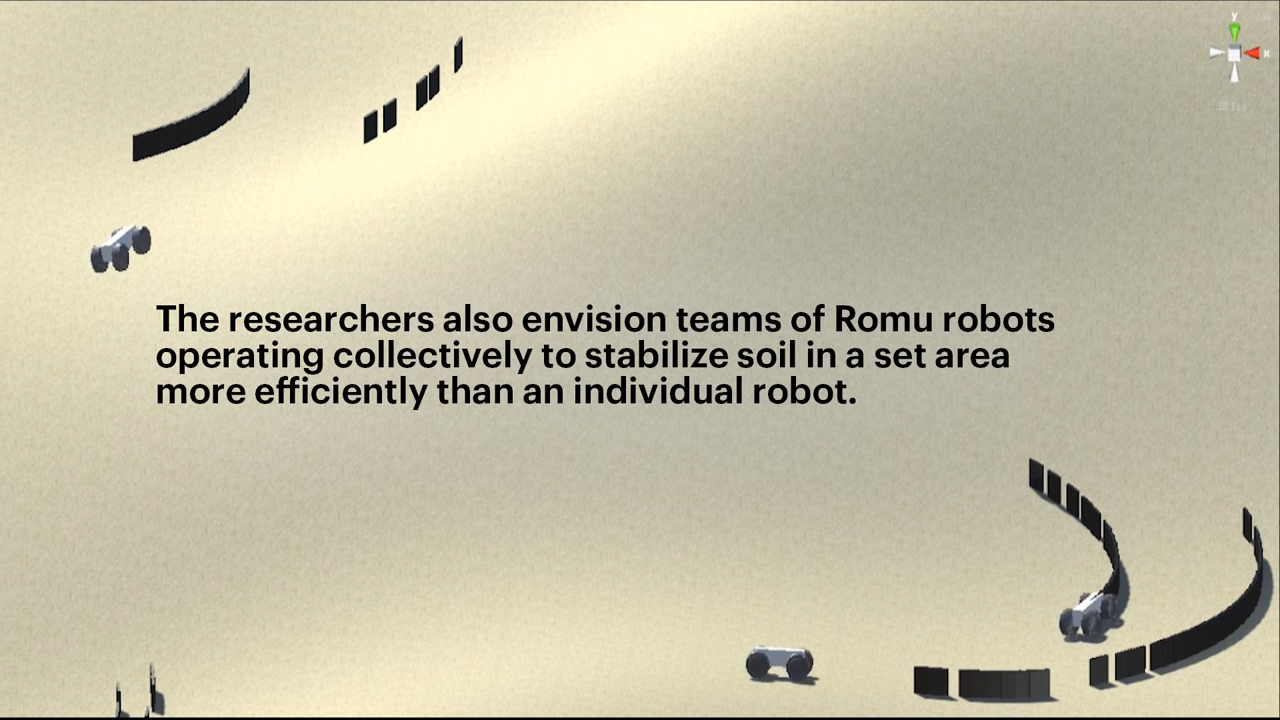 y
x
The researchers also envision teams of Romu robots
operating collectively to stabilize soil in a set area
more efficiently than an individual robot.